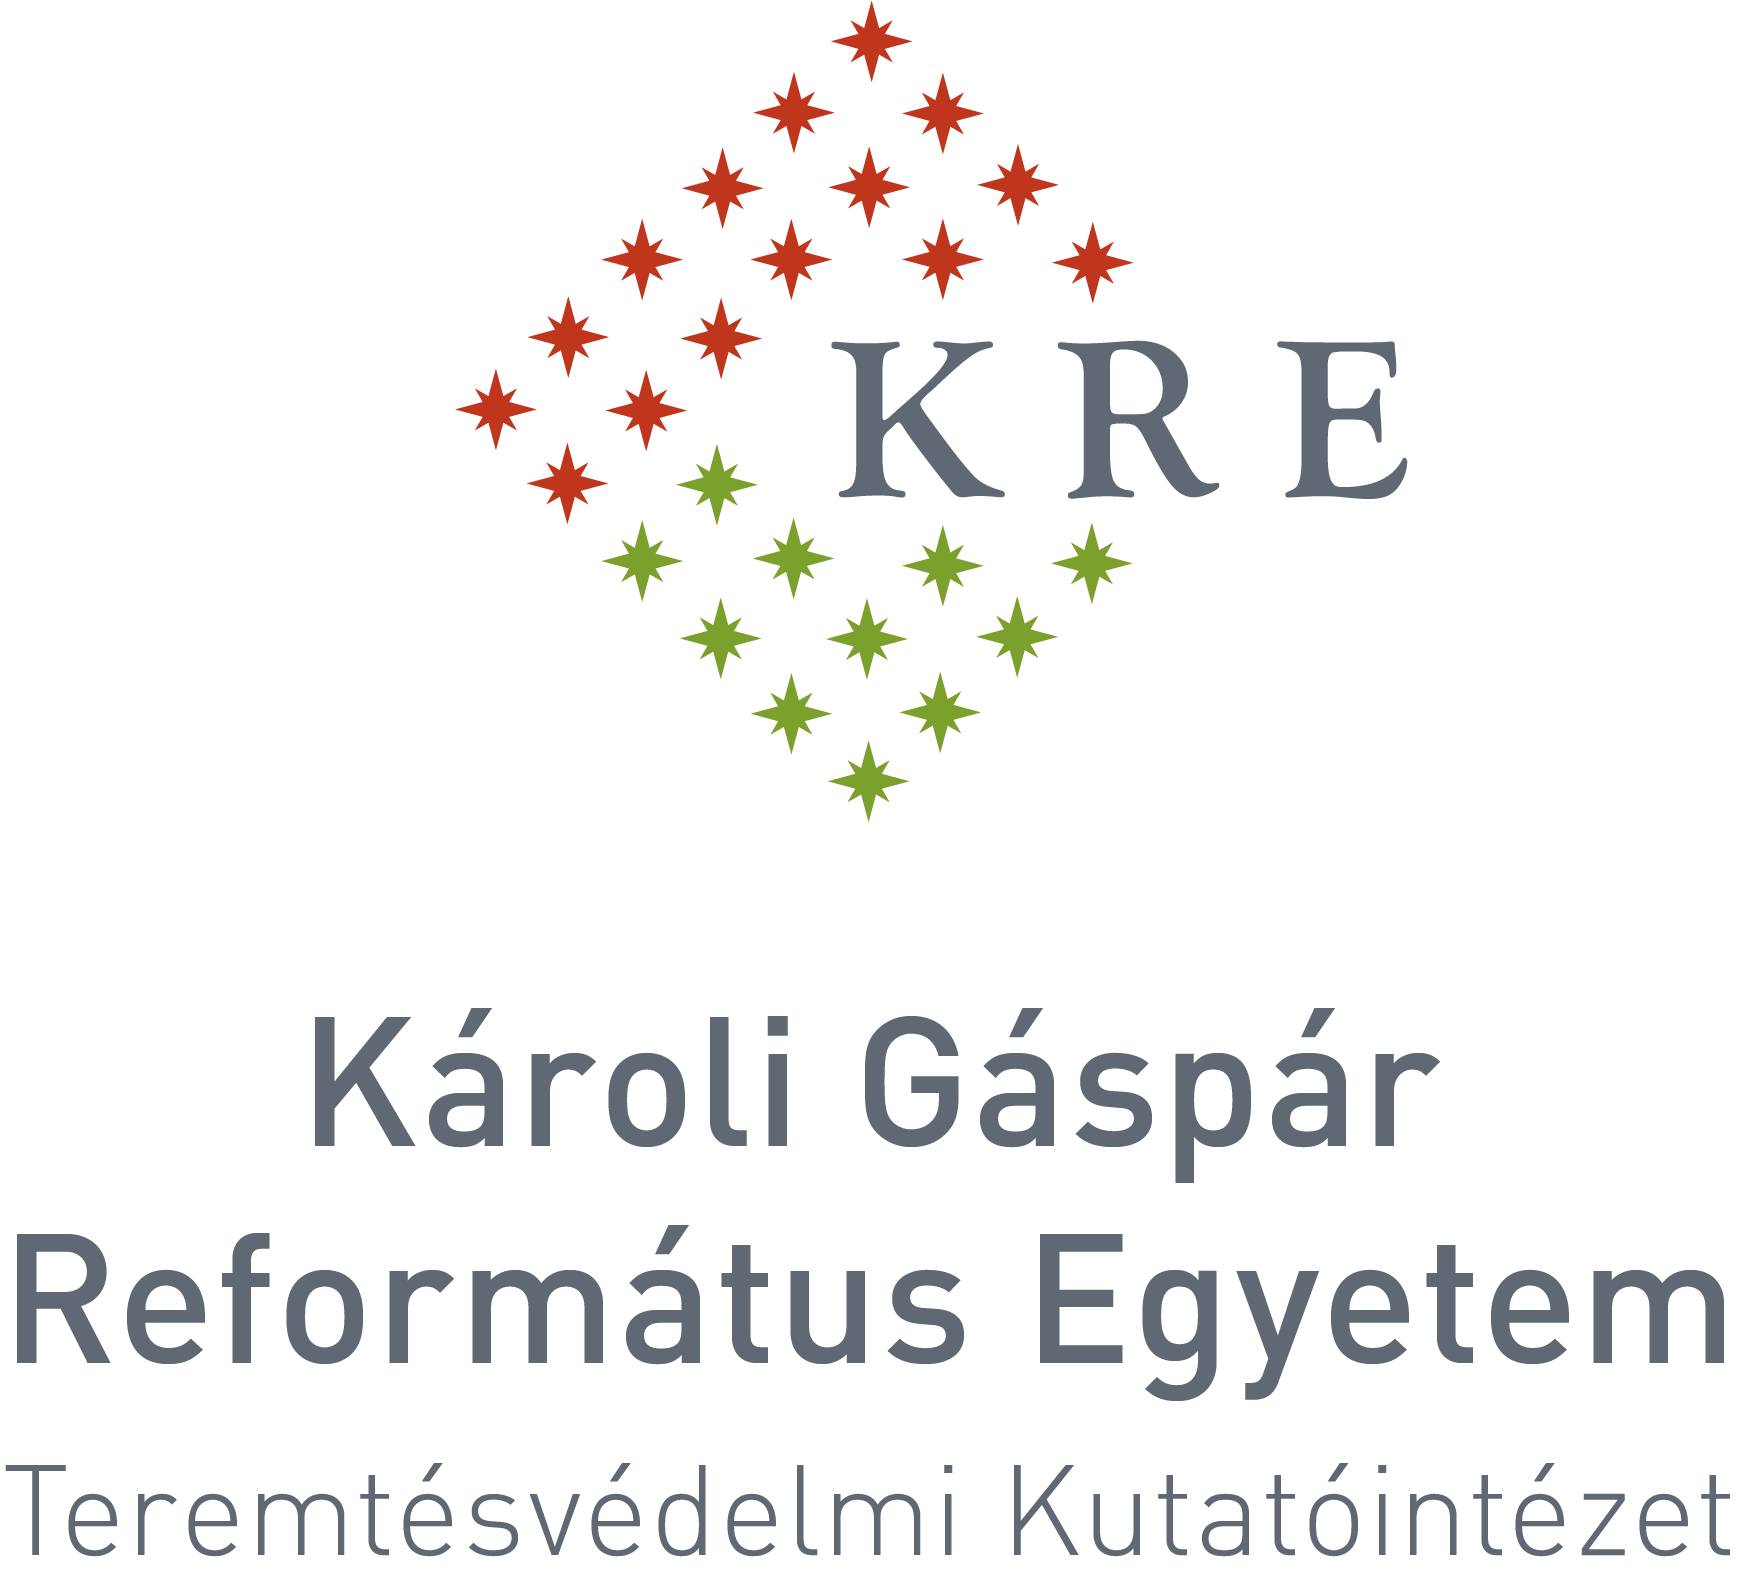 KRE
Károli Gáspár
Református Egyetem
Teremtésvédelmi Kutatóintézet